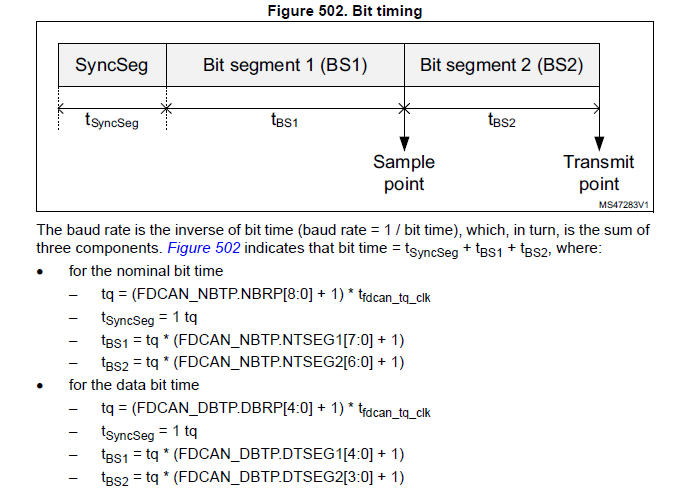 Figure 502. Bit timing
SyncSeg Bit segment 1 (BS1) Bit segment 2 (BS2)
tSyncSeg tBS1 tBS2
Sample point Transmit point
MS47283V1
The baud rate is the inverse of bit time (baud rate = 1 / bit time), which, in turn, is the sum of
three components. Figure 502 indicates that bit time = tSyncSeg + tBS1 + tBS2, where:
• for the nominal bit time
– tq = (FDCAN_NBTP.NBRP[8:0] + 1) * tfdcan_tq_clk
– tSyncSeg = 1 tq
– tBS1 = tq * (FDCAN_NBTP.NTSEG1[7:0] + 1)
– tBS2 = tq * (FDCAN_NBTP.NTSEG2[6:0] + 1)
• for the data bit time
– tq = (FDCAN_DBTP.DBRP[4:0] + 1) * tfdcan_tq_clk
– tSyncSeg = 1 tq
– tBS1 = tq * (FDCAN_DBTP.DTSEG1[4:0] + 1)
– tBS2 = tq * (FDCAN_DBTP.DTSEG2[3:0] + 1)